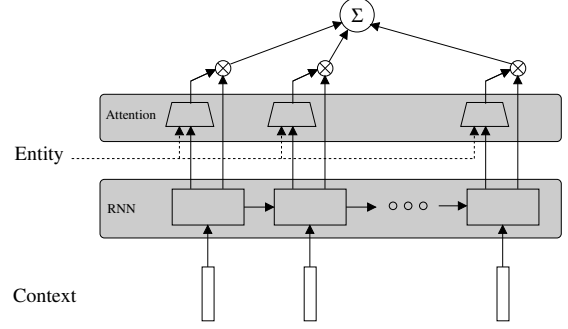 Σ
Attention
Entity
RNN
Context